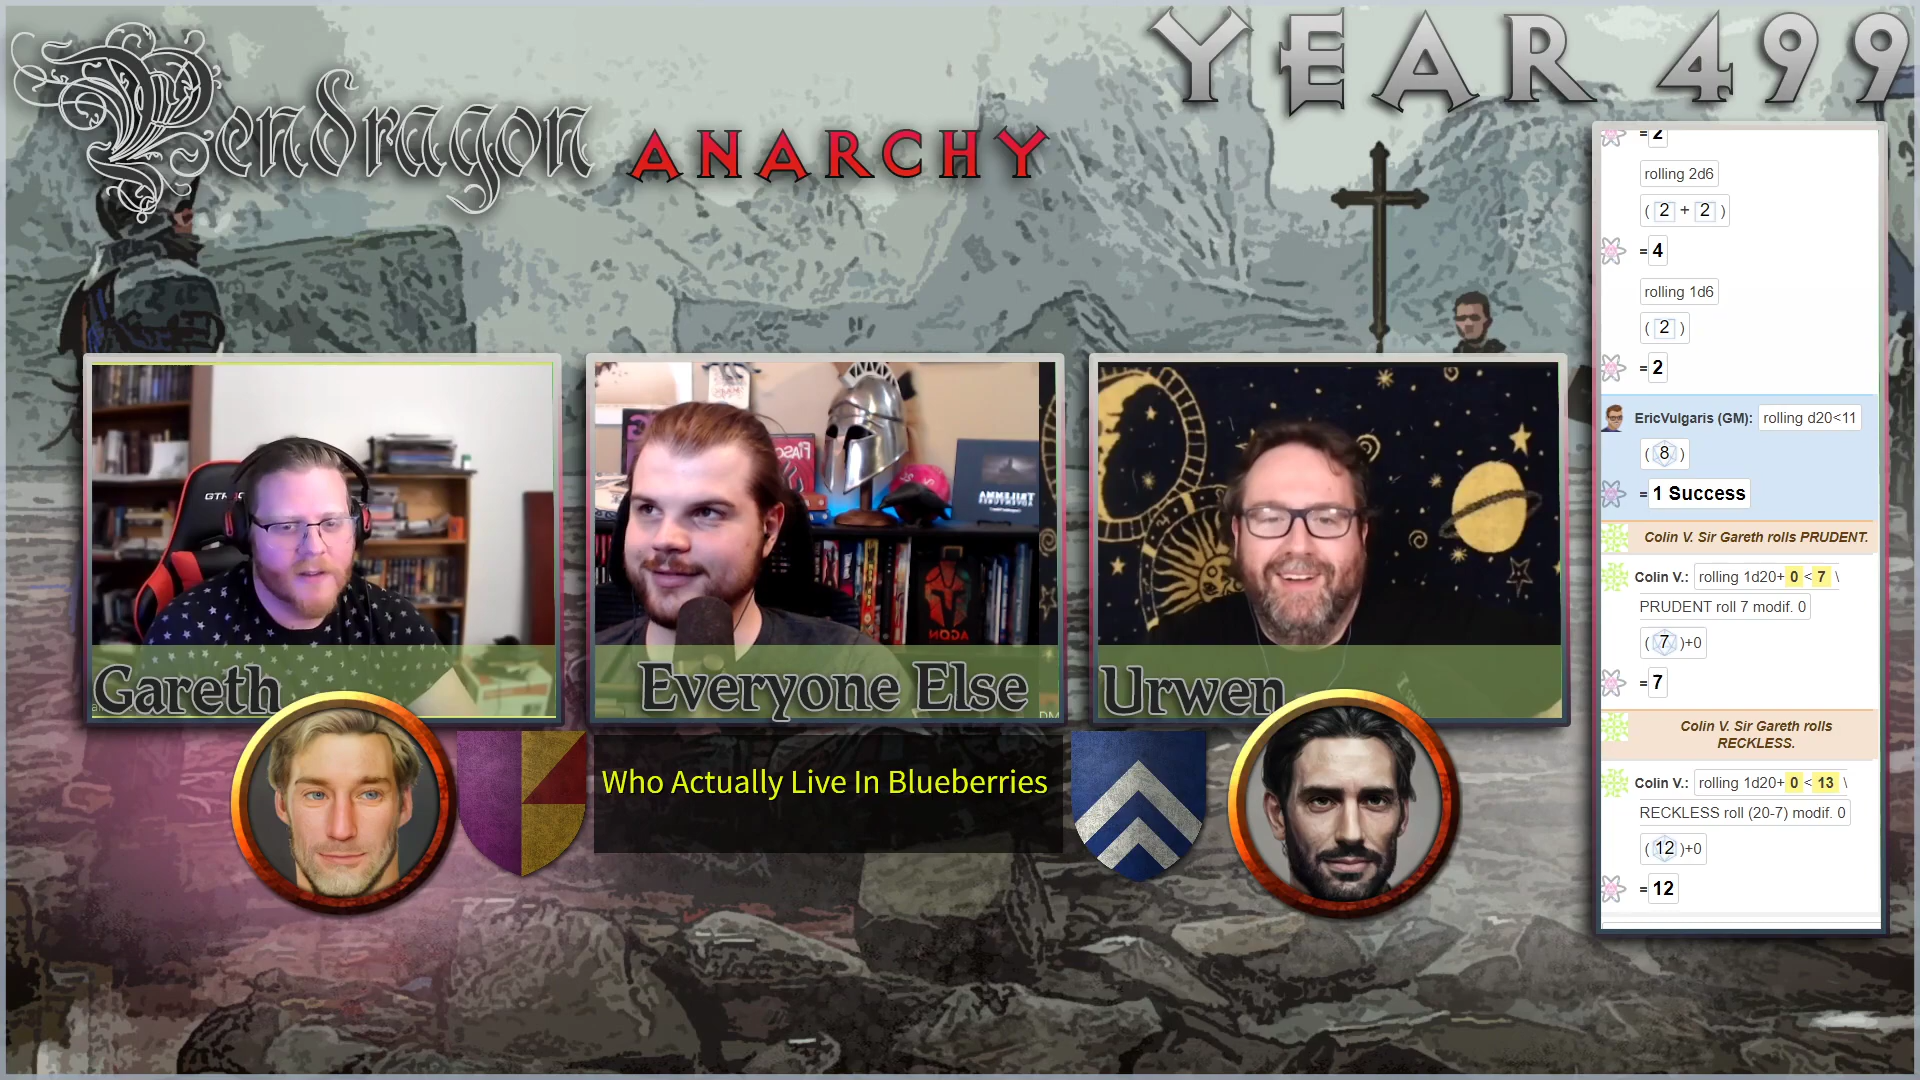 Pendragon
ANARCHY
YEAR 499
= 2
rolling 2d6
( 2 + 2 )
= 4
rolling 1d6
( 2 )
= 2
EricVulgaris (GM): rolling d20<11
( 8 )
= 1 Success
Colin V. Sir Gareth rolls PRUDENT.
Colin V.: rolling 1d20+ 0 < 7 \
PRUDENT roll 7 modif. 0
( 7 )+0
= 7
Colin V. Sir Gareth rolls
RECKLESS.
Colin V.: rolling 1d20+ 0 < 13 \
RECKLESS roll (20-7) modif. 0
( 12 )+0
= 12
Gareth
Everyone Else
Urwen
Who Actually Live In Blueberries
AGON